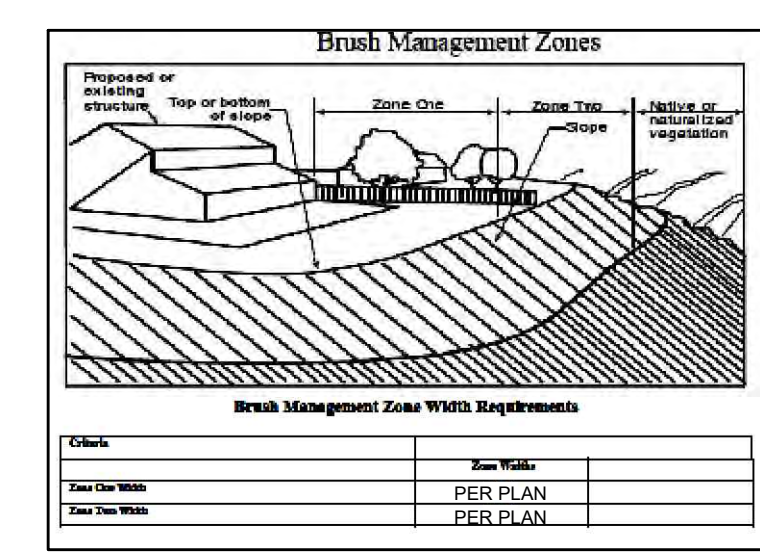 Brush Management Zones
Proposed or
existing
structure
Top or bottom
of slope
Zone One
Zone Two
Slope
Native or
naturalized
vegetation
Brush Management Zone Width Requirements
Criteria
Zone Widths
Zone One Width
PER PLAN
Zone Two Width
PER PLAN